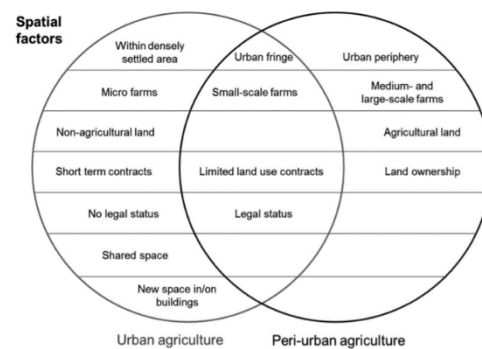 Spatial
factors
Within densely
settled area
Urban fringe
Urban periphery
Micro farms
Small-scale farms
Medium- and
large-scale farms
Non-agricultural land
Agricultural land
Short term contracts
Limited land use contracts
Land ownership
No legal status
Legal status
Shared space
New space in/on
buildings
Urban agriculture
Peri-urban agriculture